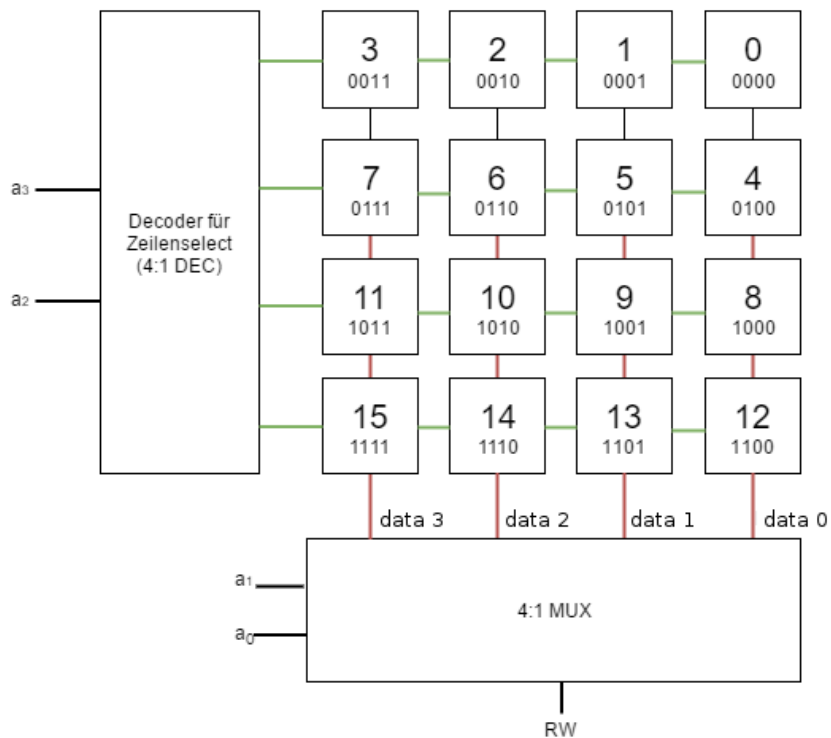 3
0011
2
0010
1
0001
0
0000
a3
a2
Decoder für
Zeilenselect
(4:1 DEC)
7
0111
6
0110
5
0101
4
0100
11
1011
10
1010
9
1001
8
1000
15
1111
14
1110
13
1101
12
1100
data 3
data 2
data 1
data 0
a1
a0
4:1 MUX
RW